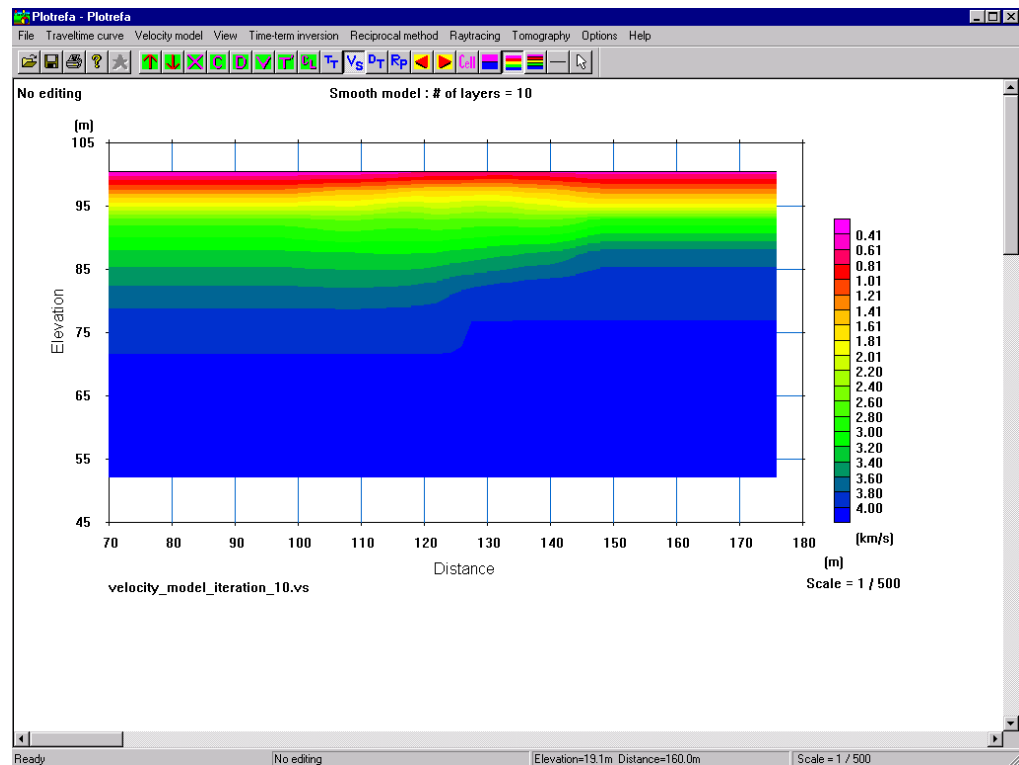 Plotrefa - Plotrefa
File Traveltime curve Velocity model View Time-term inversion Reciprocal method Raytracing Tomography Options Help
C D TT VS DT RP Cell
No editing
Smooth model : # of layers = 10
(m)
105
95
85
75
65
55
45
Elevation
70 80 90 100 110 120 130 140 150 160 170 180
(m)
Distance
velocity_model_iteration_10.vs
0.41
0.61
0.81
1.01
1.21
1.41
1.61
1.81
2.01
2.20
2.40
2.60
2.80
3.00
3.20
3.40
3.60
3.80
4.00
(km/s)
Scale = 1 / 500
Ready No editing Elevation=19.1m Distance=160.0m Scale = 1 / 500